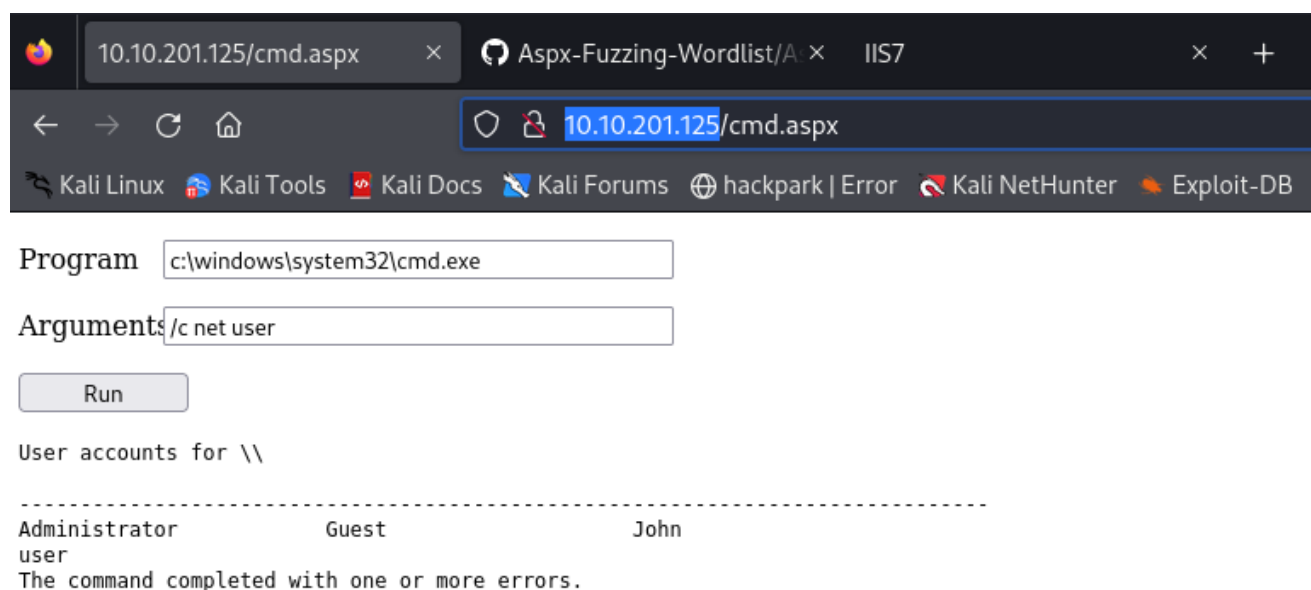 10.10.201.125/cmd.aspx × Aspx-Fuzzing-Wordlist/As × IIS7 × +
10.10.201.125/cmd.aspx
Kali Linux Kali Tools Kali Docs Kali Forums hackpark | Error Kali NetHunter Exploit-DB
Program c:\windows\system32\cmd.exe
Arguments /c net user
Run
User accounts for \\
-------------------------------------------------------------------------------
Administrator Guest John
user
The command completed with one or more errors.